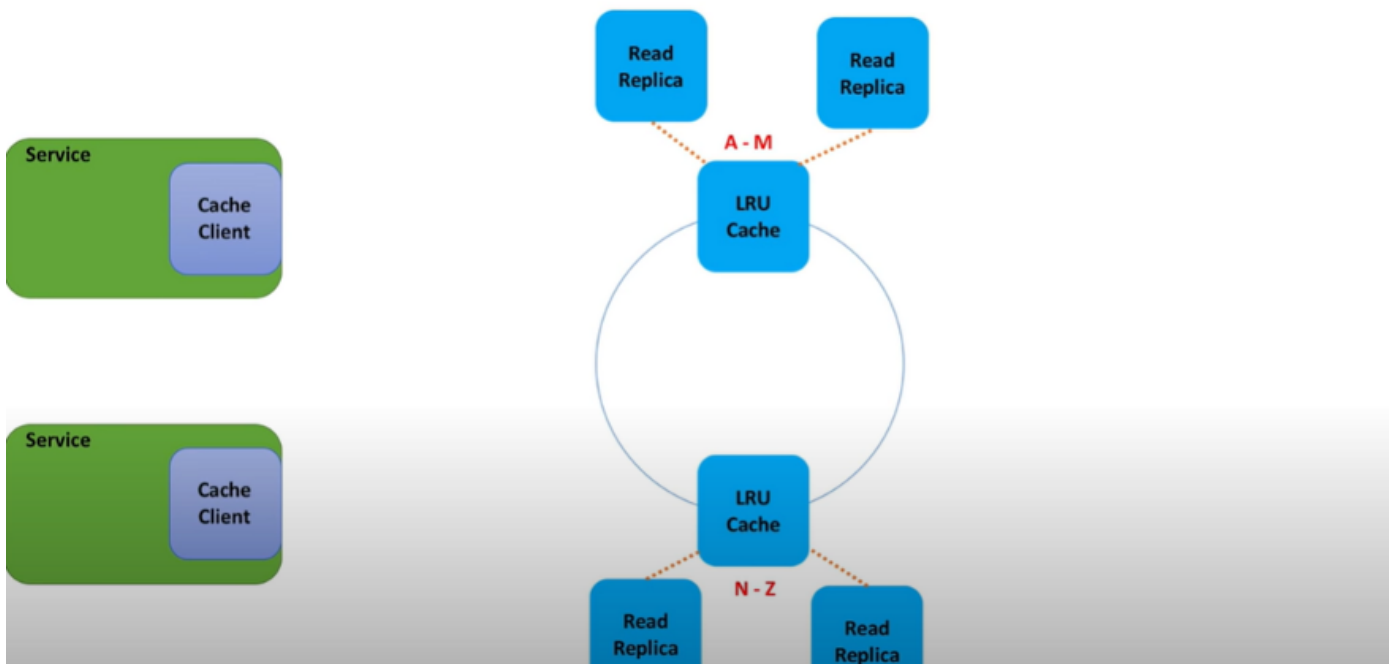 Read
Replica
Read
Replica
A - M
Service
Cache
Client
LRU
Cache
Service
Cache
Client
LRU
Cache
N - Z
Read
Replica
Read
Replica